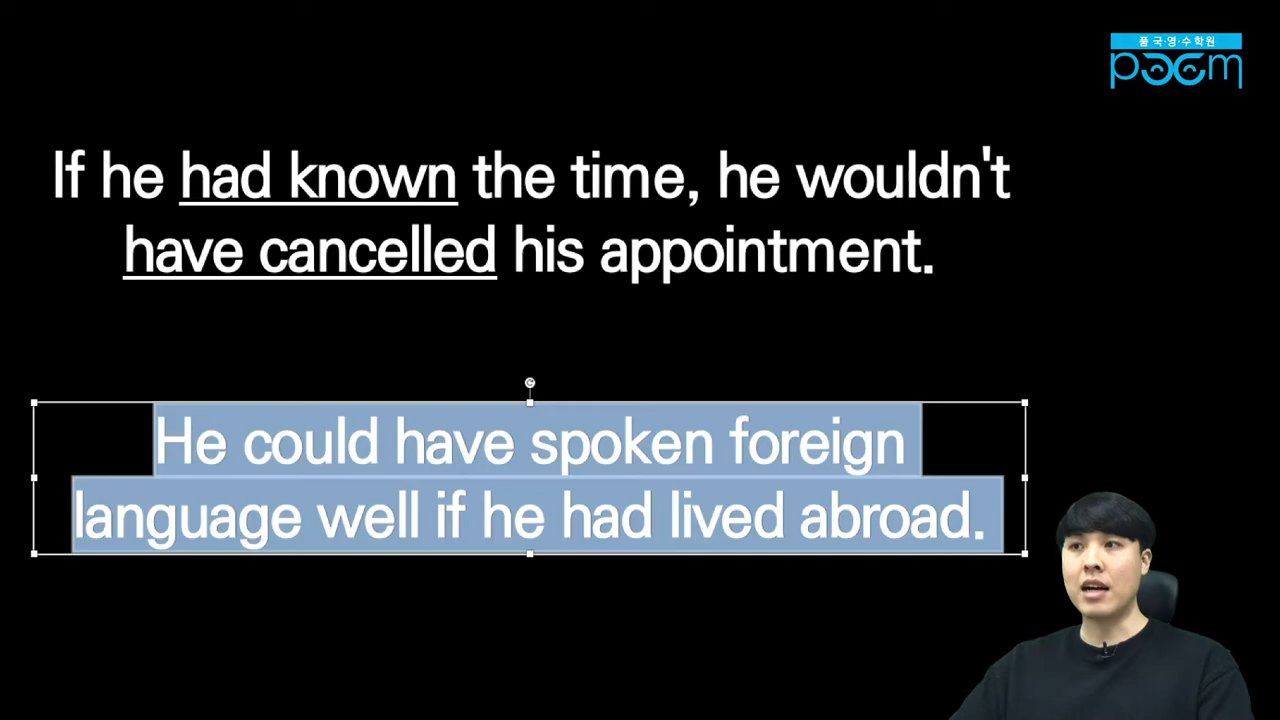 품 국·영·수학원
poem
If he had known the time, he wouldn't
have cancelled his appointment.
He could have spoken foreign
language well if he had lived abroad.